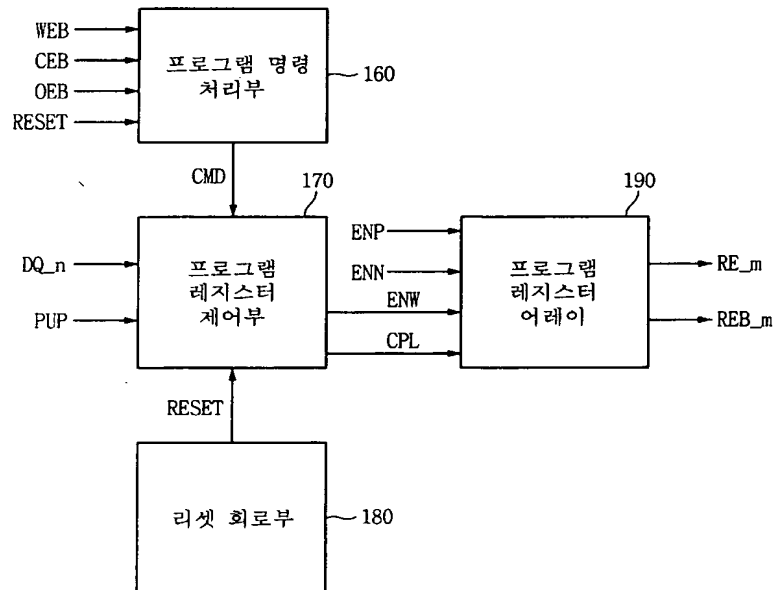 WEB
CEB
OEB
RESET
프로그램 명령
처리부
160
CMD
170
190
DQ_n
PUP
프로그램
레지스터
제어부
ENP
ENN
ENW
CPL
프로그램
레지스터
어레이
RE_m
REB_m
RESET
리셋 회로부
180